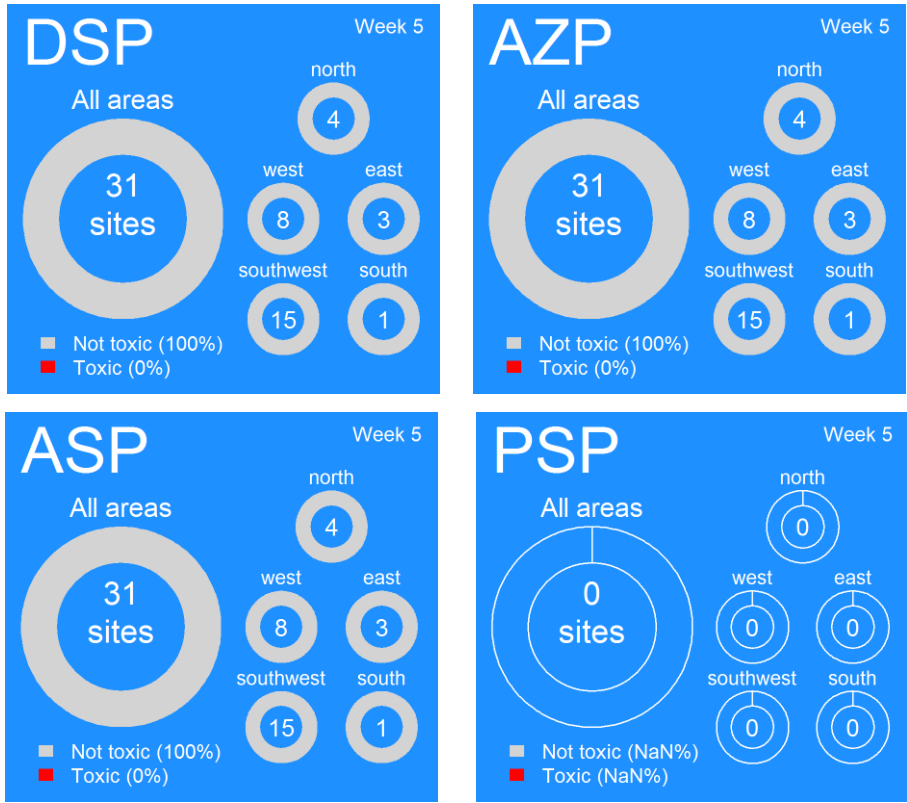 DSP
Week 5
north
All areas
4
31
sites
west
east
8
3
southwest
south
15
1
Not toxic (100%)
Toxic (0%)
AZP
Week 5
north
All areas
4
31
sites
west
east
8
3
southwest
south
15
1
Not toxic (100%)
Toxic (0%)
ASP
Week 5
north
All areas
4
31
sites
west
east
8
3
southwest
south
15
1
Not toxic (100%)
Toxic (0%)
PSP
Week 5
north
All areas
0
0
sites
west
east
0
0
southwest
south
0
0
Not toxic (NaN%)
Toxic (NaN%)